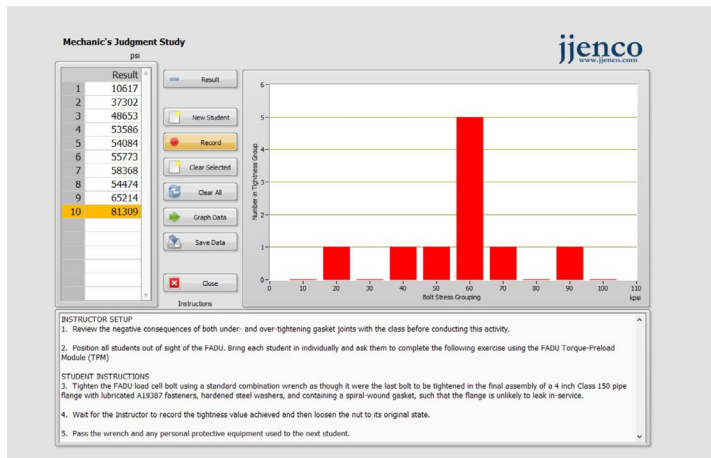 Mechanic's Judgment Study
jjenco
www.jjenco.com
psi
Result
1 10617
2 37302
3 48653
4 53586
5 54084
6 55773
7 58368
8 54474
9 65214
10 81309
Result
New Student
Record
Clear Selected
Clear All
Graph Data
Save Data
Close
Instructions
Number in Tightness Group
6
5
4
3
2
1
0
0 10 20 30 40 50 60 70 80 90 100 110
Bolt Stress Grouping
kpsi
INSTRUCTOR SETUP
1. Review the negative consequences of both under- and over-tightening gasket joints with the class before conducting this activity.
2. Position all students out of sight of the FADU. Bring each student in individually and ask them to complete the following exercise using the FADU Torque-Preload
Module (TPM)
STUDENT INSTRUCTIONS
3. Tighten the FADU load cell bolt using a standard combination wrench as though it were the last bolt to be tightened in the final assembly of a 4 inch Class 150 pipe
flange with lubricated A193B7 fasteners, hardened steel washers, and containing a spiral-wound gasket, such that the flange is unlikely to leak in-service.
4. Wait for the Instructor to record the tightness value achieved and then loosen the nut to its original state.
5. Pass the wrench and any personal protective equipment used to the next student.